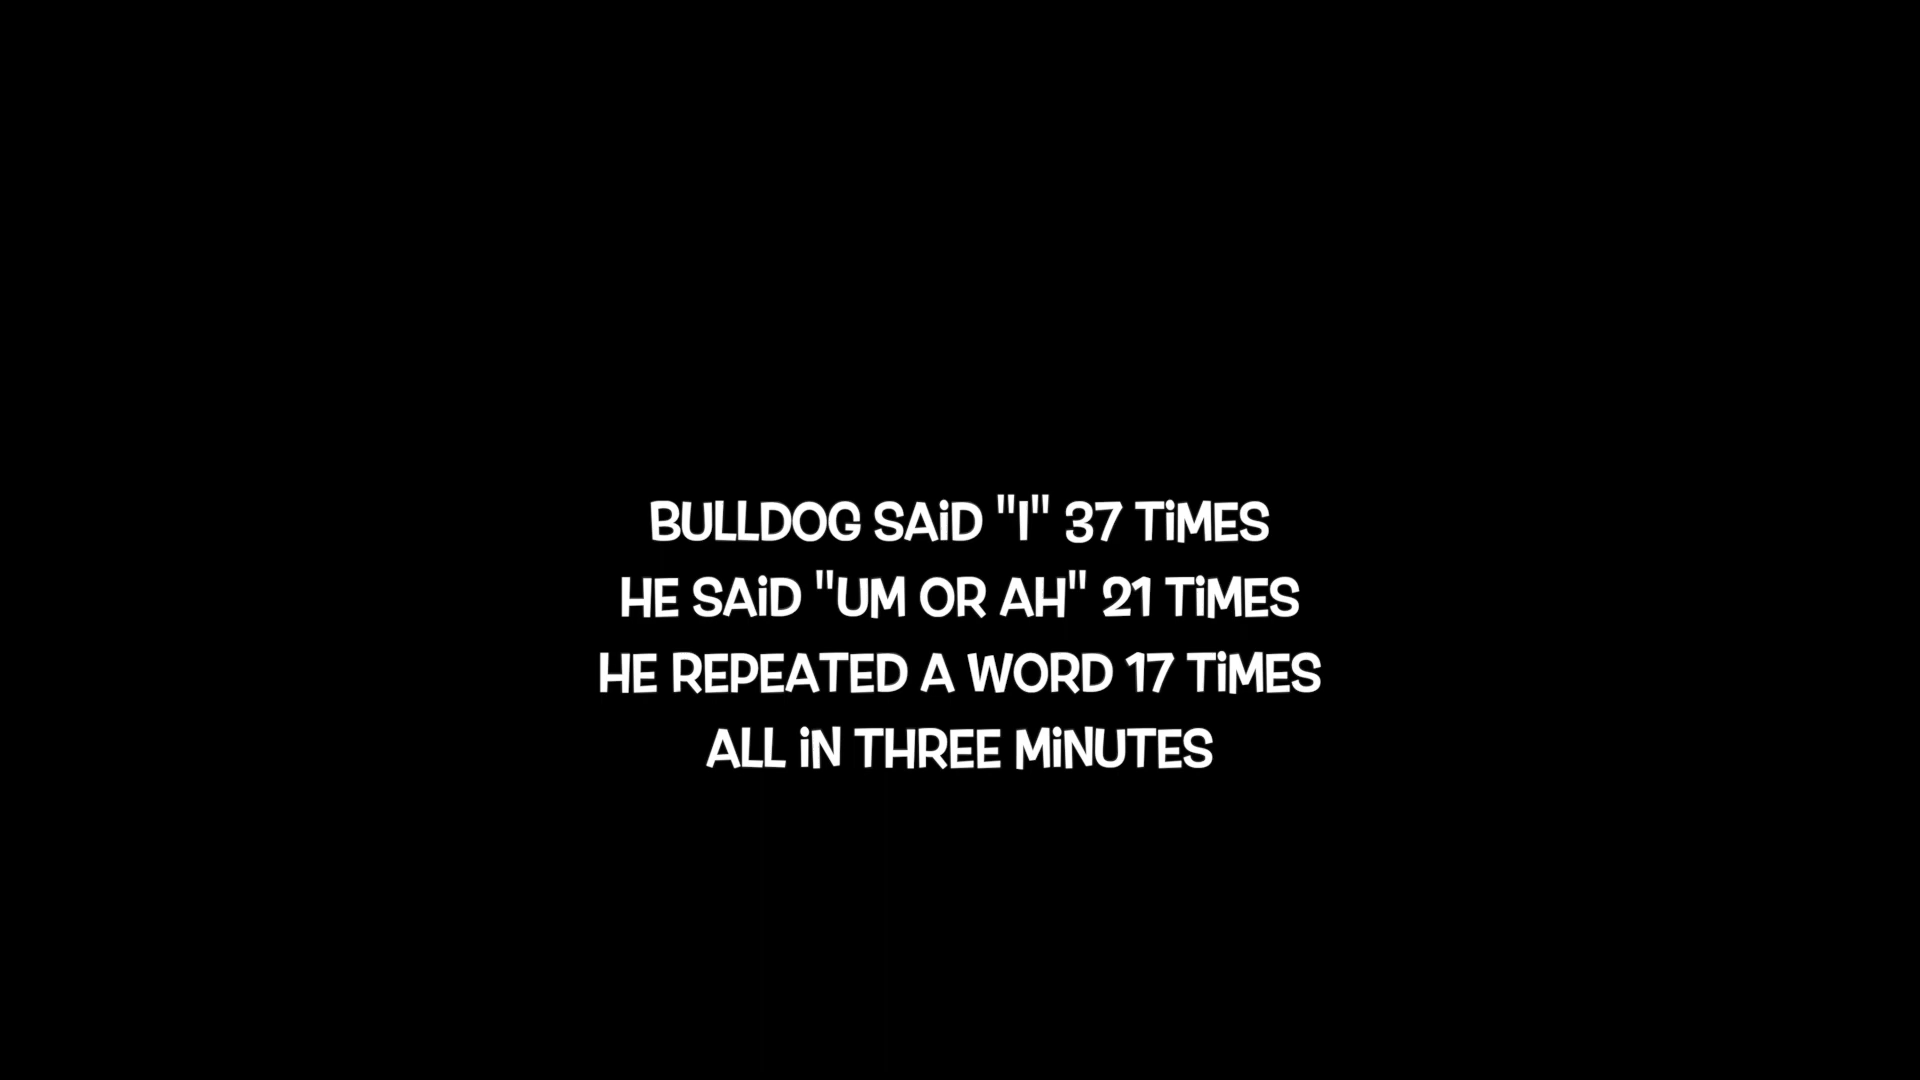 BULLDOG SAiD "I" 37 TiMES
HE SAiD "UM OR AH" 21 TiMES
HE REPEATED A WORD 17 TiMES
ALL iN THREE MiNUTES